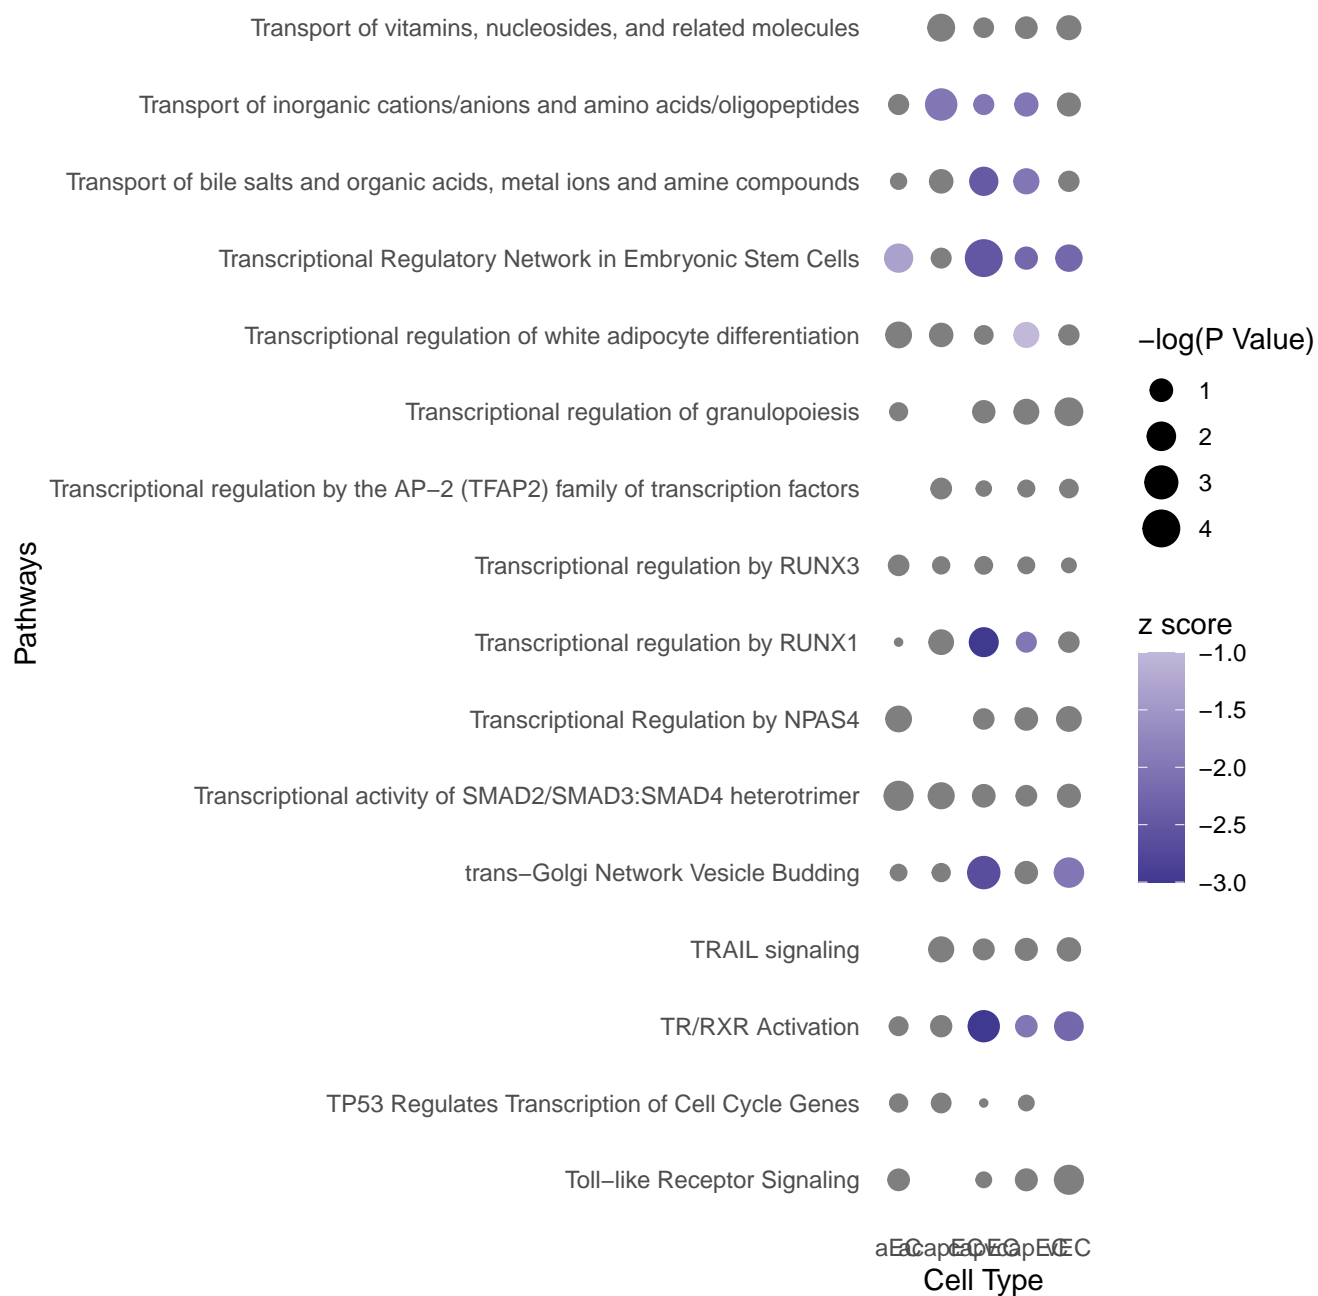 Transport of vitamins, nucleosides, and related molecules
Transport of inorganic cations/anions and amino acids/oligopeptides
Transport of bile salts and organic acids, metal ions and amine compounds
Transcriptional Regulatory Network in Embryonic Stem Cells
Transcriptional regulation of white adipocyte differentiation
Transcriptional regulation of granulopoiesis
Transcriptional regulation by the AP−2 (TFAP2) family of transcription factors
Transcriptional regulation by RUNX3
Transcriptional regulation by RUNX1
Transcriptional Regulation by NPAS4
Transcriptional activity of SMAD2/SMAD3:SMAD4 heterotrimer
trans−Golgi Network Vesicle Budding
TRAIL signaling
TR/RXR Activation
TP53 Regulates Transcription of Cell Cycle Genes
Toll−like Receptor Signaling
Pathways
aEC acapEC capEC vcapEC vEC
Cell Type
−log(P Value)
1
2
3
4
z score
−1.0
−1.5
−2.0
−2.5
−3.0